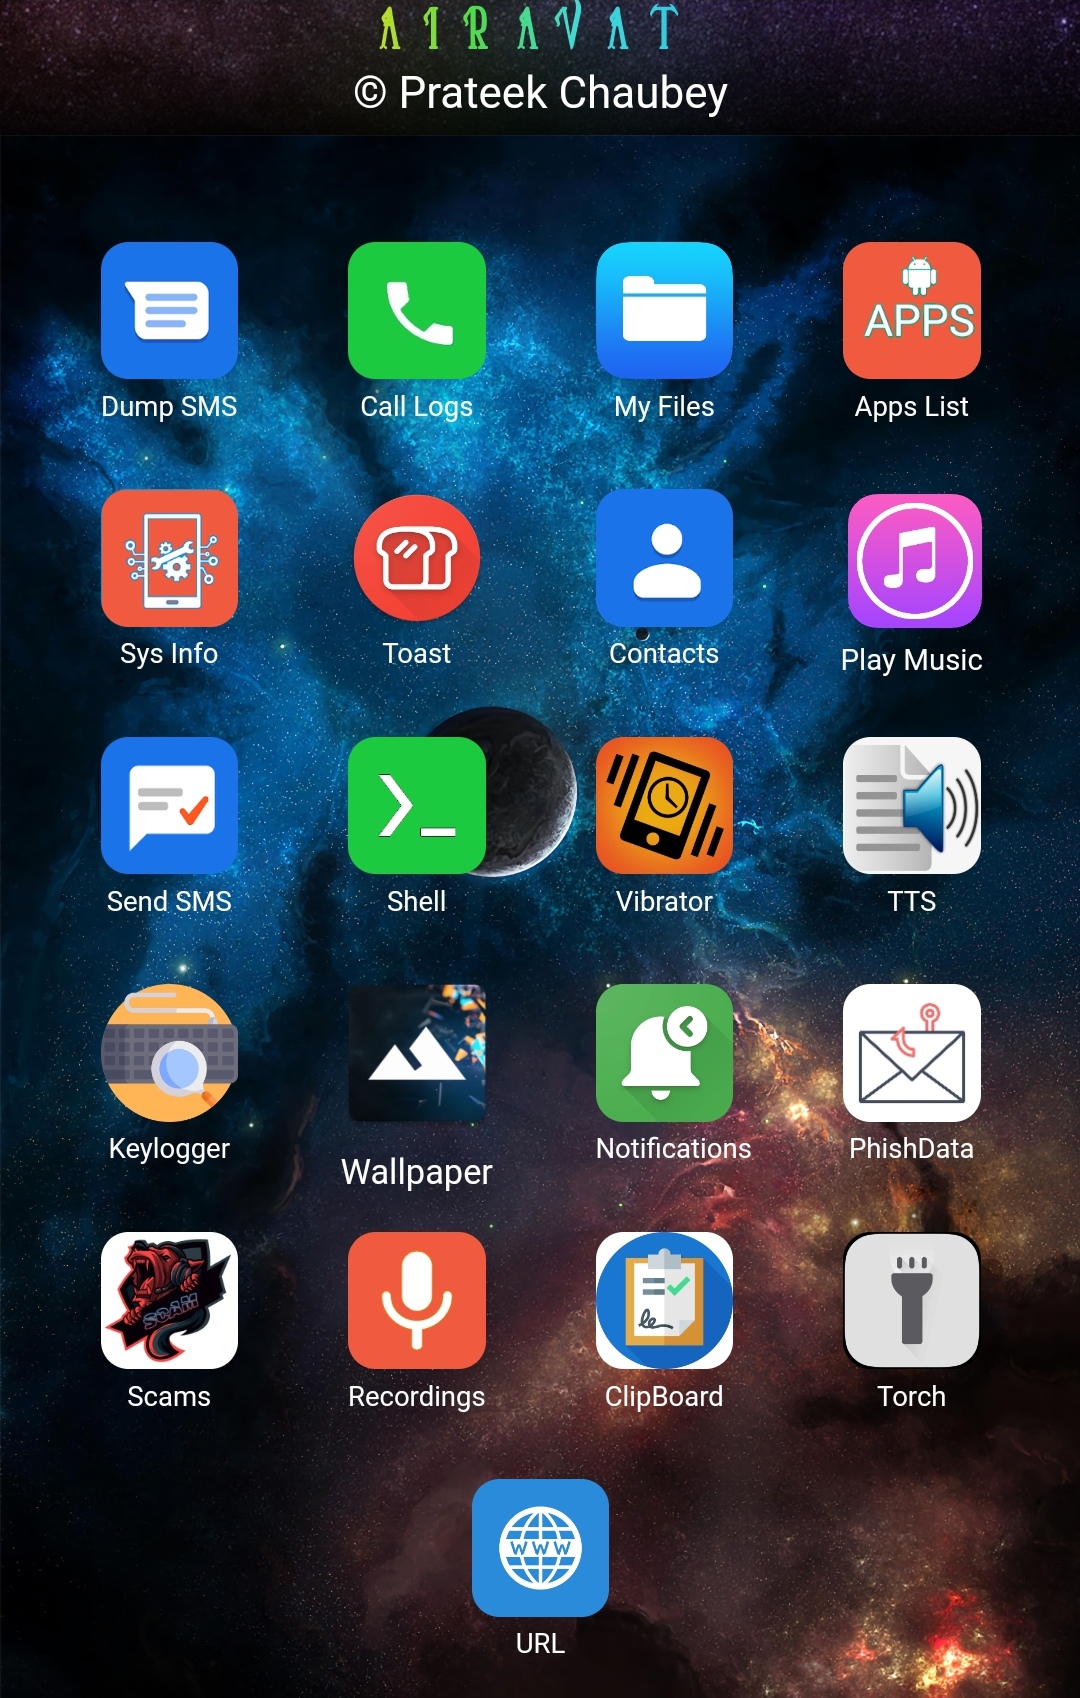 AIRAVAT
© Prateek Chaubey
APPS
Dump SMS
Call Logs
My Files
Apps List
Sys Info
Toast
Contacts
Play Music
Send SMS
Shell
Vibrator
TTS
Keylogger
Wallpaper
Notifications
PhishData
SCAM
Scams
Recordings
ClipBoard
Torch
WWW
URL